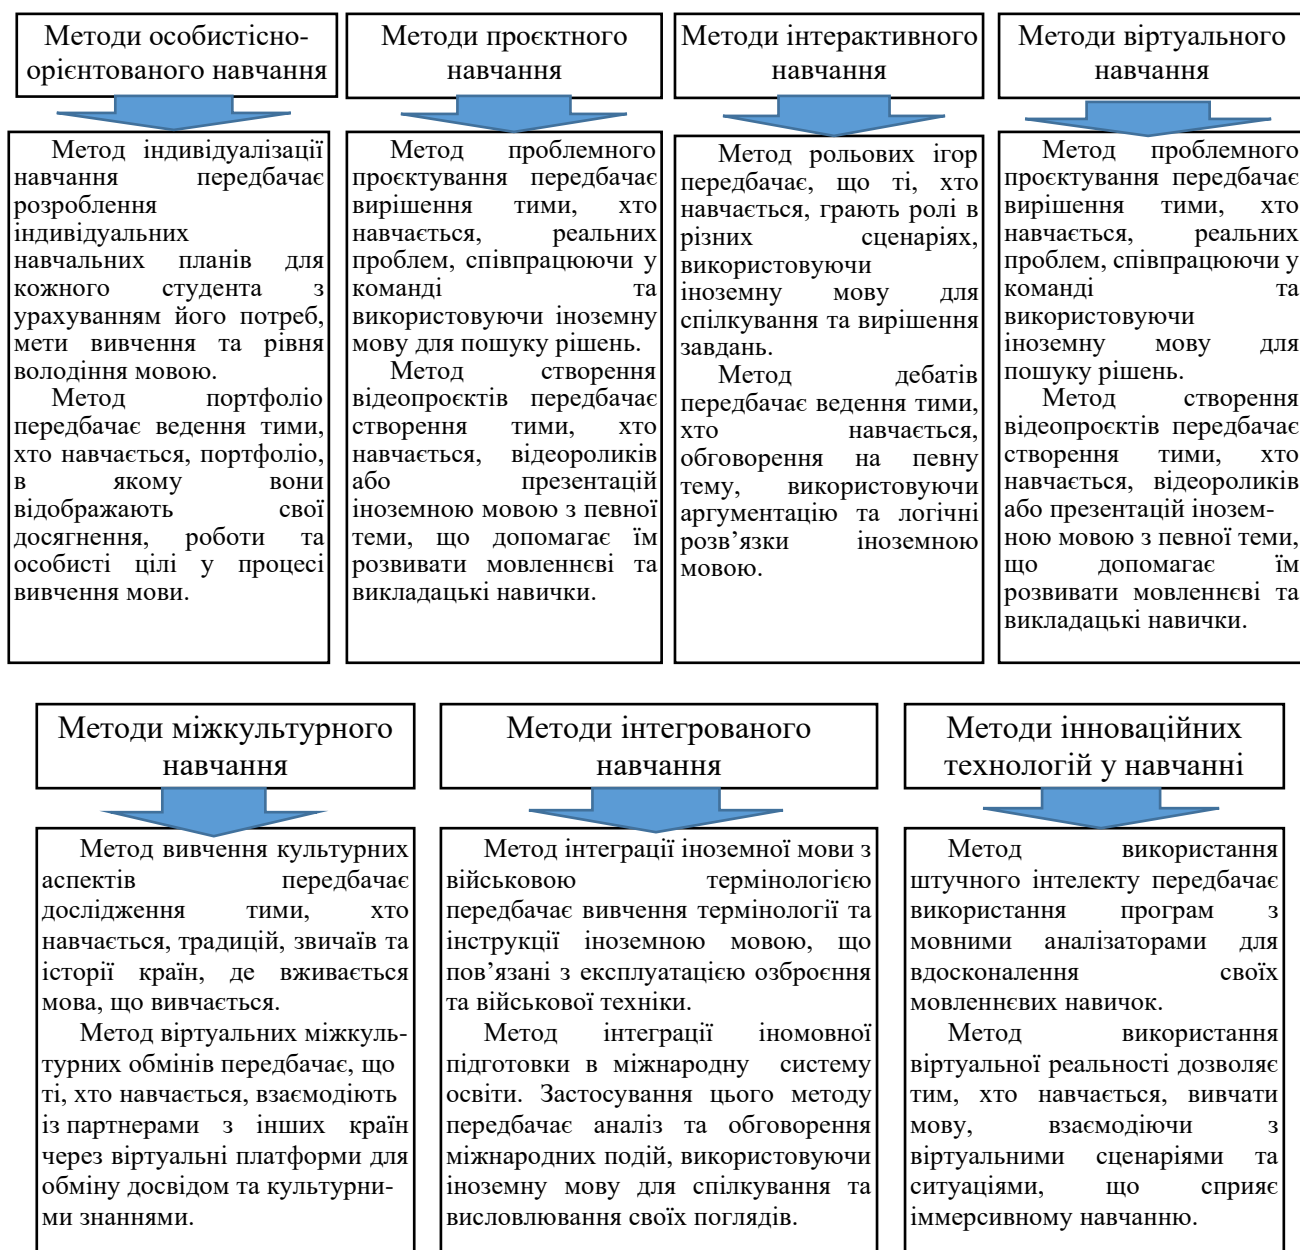 Методи особистісно-
орієнтованого навчання
Методи проєктного
навчання
Методи інтерактивного
навчання
Методи віртуального
навчання
Метод індивідуалізації
навчання передбачає
розроблення
індивідуальних
навчальних планів для
кожного студента з
урахуванням його потреб,
мети вивчення та рівня
володіння мовою.
Метод портфоліо
передбачає ведення тими,
хто навчається, портфоліо,
в якому вони
відображають свої
досягнення, роботи та
особисті цілі у процесі
вивчення мови.
Метод проблемного
проєктування передбачає
вирішення тими, хто
навчається, реальних
проблем, співпрацюючи у
команді та
використовуючи іноземну
мову для пошуку рішень.
Метод створення
відеопроєктів передбачає
створення тими, хто
навчається, відеороликів
або презентацій
іноземною мовою з певної
теми, що допомагає їм
розвивати мовленнєві та
викладацькі навички.
Метод рольових ігор
передбачає, що ті, хто
навчається, грають ролі в
різних сценаріях,
використовуючи
іноземну мову для
спілкування та вирішення
завдань.
Метод дебатів
передбачає ведення тими,
хто навчається,
обговорення на певну
тему, використовуючи
аргументацію та логічні
розв’язки іноземною
мовою.
Метод проблемного
проєктування передбачає
вирішення тими, хто
навчається, реальних
проблем, співпрацюючи у
команді та
використовуючи
іноземну мову для
пошуку рішень.
Метод створення
відеопроєктів передбачає
створення тими, хто
навчається, відеороликів
або презентацій інозем-
ною мовою з певної теми,
що допомагає їм
розвивати мовленнєві та
викладацькі навички.
Методи міжкультурного
навчання
Методи інтегрованого
навчання
Методи інноваційних
технологій у навчанні
Метод вивчення культурних
аспектів передбачає
дослідження тими, хто
навчається, традицій, звичаїв та
історії країн, де вживається
мова, що вивчається.
Метод віртуальних міжкуль-
турних обмінів передбачає, що
ті, хто навчається, взаємодіють
із партнерами з інших країн
через віртуальні платформи для
обміну досвідом та культурни-
ми знаннями.
Метод інтеграції іноземної мови з
військовою термінологією
передбачає вивчення термінології та
інструкції іноземною мовою, що
пов’язані з експлуатацією озброєння
та військової техніки.
Метод інтеграції іномовної
підготовки в міжнародну систему
освіти. Застосування цього методу
передбачає аналіз та обговорення
міжнародних подій, використовуючи
іноземну мову для спілкування та
висловлювання своїх поглядів.
Метод використання
штучного інтелекту передбачає
використання програм з
мовними аналізаторами для
вдосконалення своїх
мовленнєвих навичок.
Метод використання
віртуальної реальності дозволяє
тим, хто навчається, вивчати
мову, взаємодіючи з
віртуальними сценаріями та
ситуаціями, що сприяє
іммерсивному навчанню.